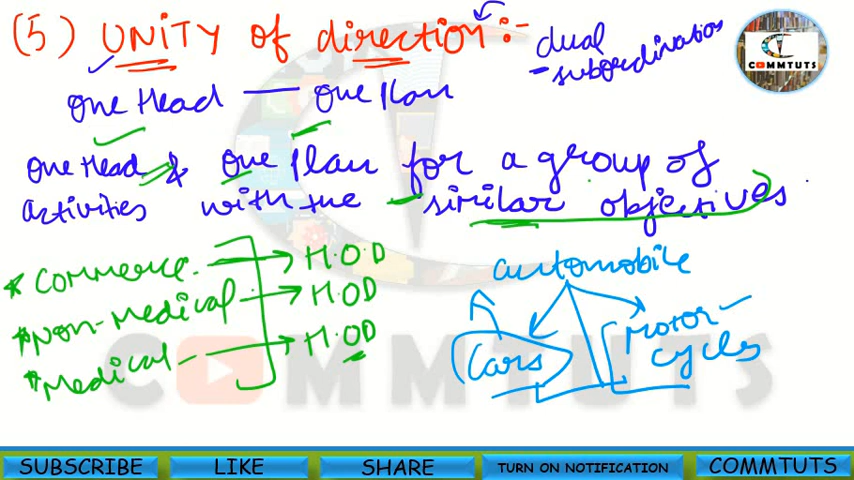 (5) UNITY of direction :-
dual
subordination
COMMTUTS
One Head — One plan
One Head & One plan for a group of
activities with the similar objectives
* Commerce. → H.O.D
* Non-Medical → H.O.D
* Medical - → H.O.D
automobile
Cars
Motor
cycles
COMMTUTS
SUBSCRIBE LIKE SHARE TURN ON NOTIFICATION COMMTUTS